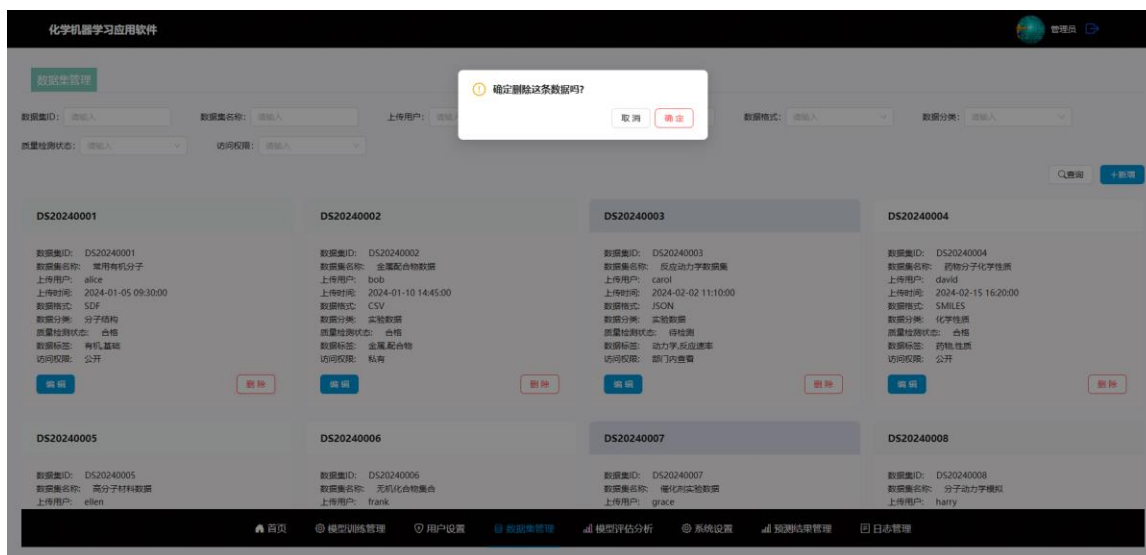 化学机器学习应用软件
管理员
数据集管理
确定删除这条数据吗?
取 消 确 定
数据集ID: 请输入 数据集名称: 请输入 上传用户: 请输入 数据格式: 请输入 数据分类: 请输入
质量检测状态: 请输入 访问权限: 请输入
查询 +新增
DS20240001
数据集ID: DS20240001
数据集名称: 常用有机分子
上传用户: alice
上传时间: 2024-01-05 09:30:00
数据格式: SDF
数据分类: 分子结构
质量检测状态: 合格
数据标签: 有机,基础
访问权限: 公开
编 辑 删 除
DS20240002
数据集ID: DS20240002
数据集名称: 金属配合物数据
上传用户: bob
上传时间: 2024-01-10 14:45:00
数据格式: CSV
数据分类: 实验数据
质量检测状态: 合格
数据标签: 金属,配合物
访问权限: 私有
编 辑 删 除
DS20240003
数据集ID: DS20240003
数据集名称: 反应动力学数据集
上传用户: carol
上传时间: 2024-02-02 11:10:00
数据格式: JSON
数据分类: 实验数据
质量检测状态: 待检测
数据标签: 动力学,反应速率
访问权限: 部门内查看
编 辑 删 除
DS20240004
数据集ID: DS20240004
数据集名称: 药物分子化学性质
上传用户: david
上传时间: 2024-02-15 16:20:00
数据格式: SMILES
数据分类: 化学性质
质量检测状态: 合格
数据标签: 药物,性质
访问权限: 公开
编 辑 删 除
DS20240005
数据集ID: DS20240005
数据集名称: 高分子材料数据
上传用户: ellen
DS20240006
数据集ID: DS20240006
数据集名称: 无机化合物集合
上传用户: frank
DS20240007
数据集ID: DS20240007
数据集名称: 催化剂实验数据
上传用户: grace
DS20240008
数据集ID: DS20240008
数据集名称: 分子动力学模拟
上传用户: harry
首页 模型训练管理 用户设置 数据集管理 模型评估分析 系统设置 预测结果管理 日志管理